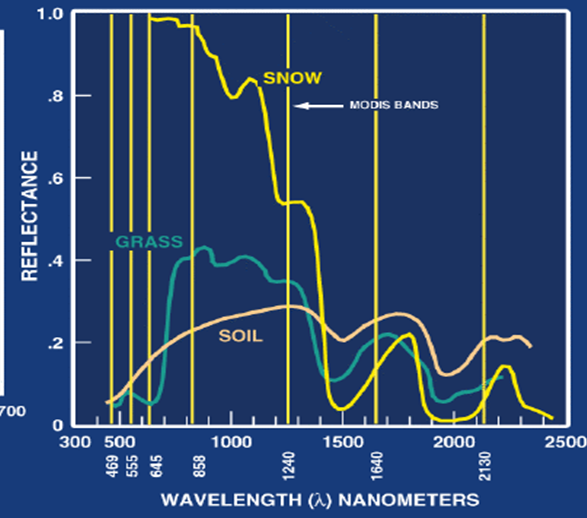 1.0
.8
.6
.4
.2
0
REFLECTANCE
SNOW
MODIS BANDS
GRASS
SOIL
700
300 500 1000 1500 2000 2500
469 555 645 858 1240 1640 2130
WAVELENGTH (λ) NANOMETERS